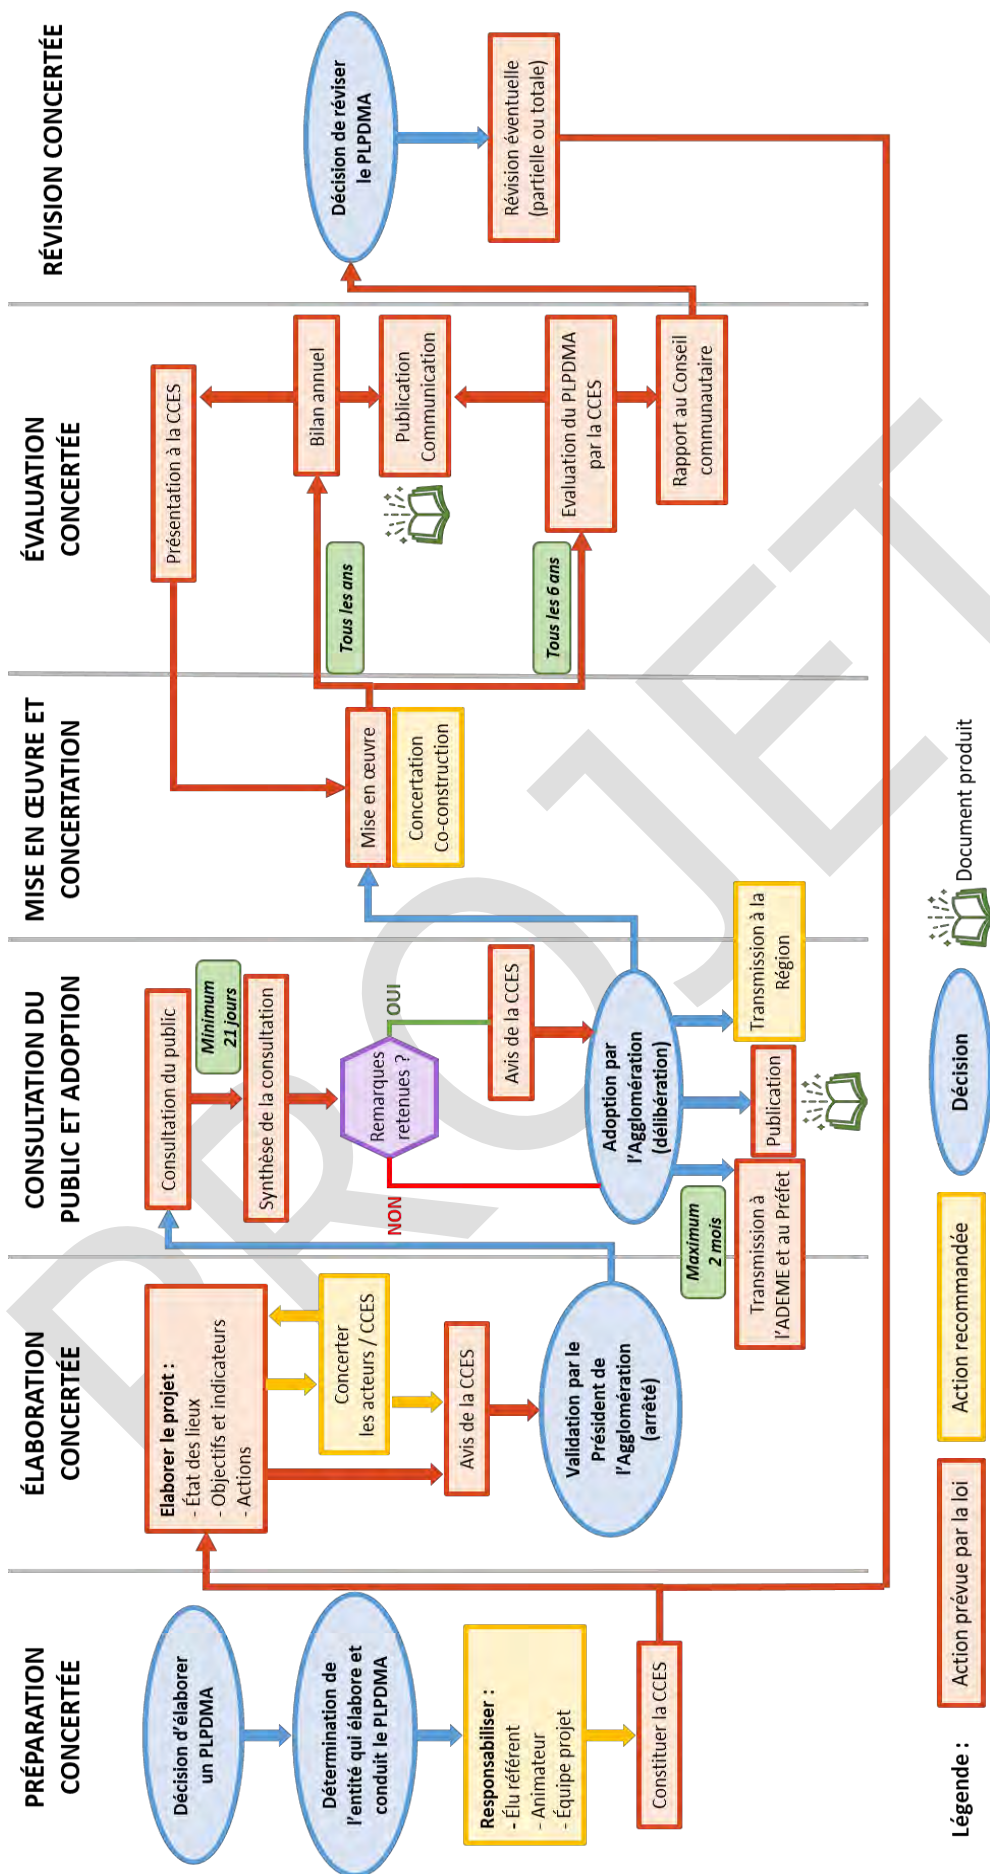 PRÉPARATION
CONCERTÉE
Décision d'élaborer
un PLPDMA
Détermination de
l'entité qui élabore et
conduit le PLPDMA
Responsabiliser :
- Élu référent
- Animateur
- Équipe projet
Constituer la CCES
ÉLABORATION
CONCERTÉE
Elaborer le projet :
- État des lieux
- Objectifs et indicateurs
- Actions
Concerter
les acteurs / CCES
Avis de la CCES
Validation par le
Président de
l'Agglomération
(arrêté)
CONSULTATION DU
PUBLIC ET ADOPTION
Consultation du public
Minimum
21 jours
Synthèse de la consultation
Remarques
retenues ?
NON
OUI
Avis de la CCES
Adoption par
l'Agglomération
(délibération)
Maximum
2 mois
Transmission à
l'ADEME et au Préfet
Publication
Transmission à la
Région
MISE EN ŒUVRE ET
CONCERTATION
Mise en œuvre
Concertation
Co-construction
ÉVALUATION
CONCERTÉE
Présentation à la CCES
Tous les ans
Bilan annuel
Publication
Communication
Tous les 6 ans
Evaluation du PLPDMA
par la CCES
Rapport au Conseil
communautaire
RÉVISION CONCERTÉE
Décision de réviser
le PLPDMA
Révision éventuelle
(partielle ou totale)
Légende :
Action prévue par la loi
Action recommandée
Décision
Document produit
PROJET